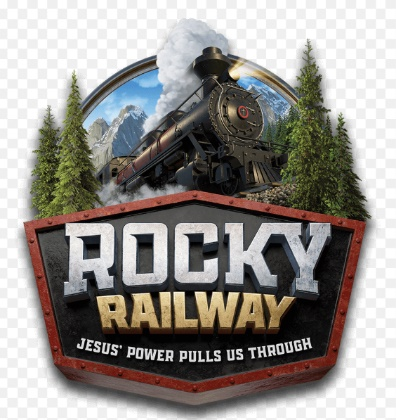 ROCKY
RAILWAY
JESUS' POWER PULLS US THROUGH